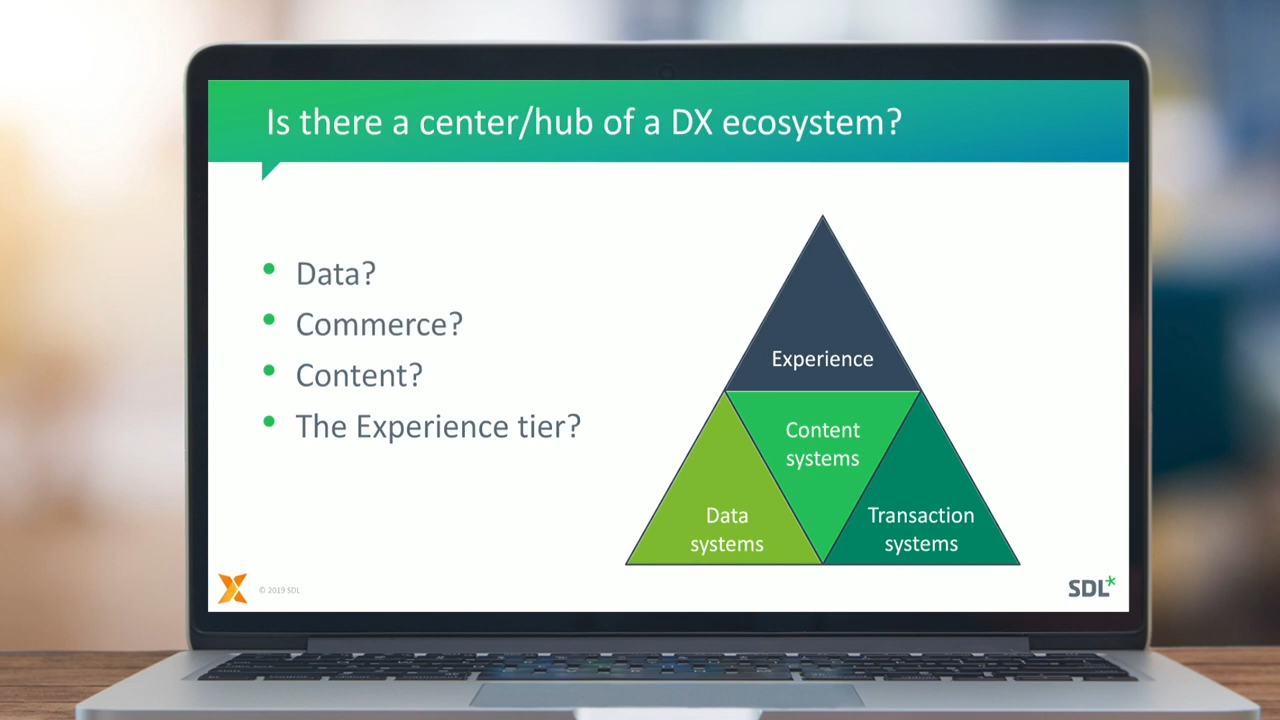 Is there a center/hub of a DX ecosystem?
• Data?
• Commerce?
• Content?
• The Experience tier?
Experience
Content
systems
Data
systems
Transaction
systems
© 2019 SDL
SDL*